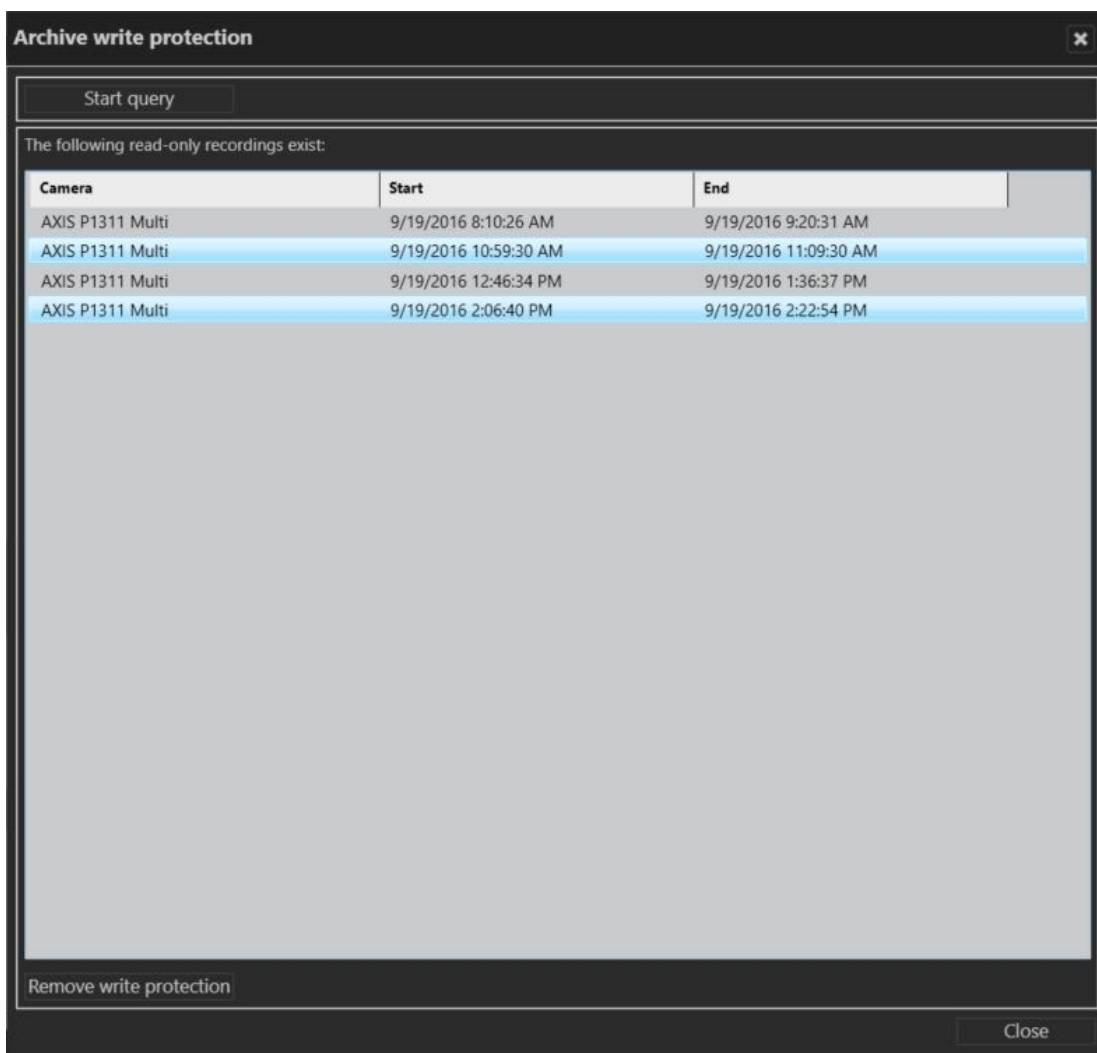 Archive write protection
Start query
The following read-only recordings exist:
Camera Start End
AXIS P1311 Multi 9/19/2016 8:10:26 AM 9/19/2016 9:20:31 AM
AXIS P1311 Multi 9/19/2016 10:59:30 AM 9/19/2016 11:09:30 AM
AXIS P1311 Multi 9/19/2016 12:46:34 PM 9/19/2016 1:36:37 PM
AXIS P1311 Multi 9/19/2016 2:06:40 PM 9/19/2016 2:22:54 PM
Remove write protection
Close